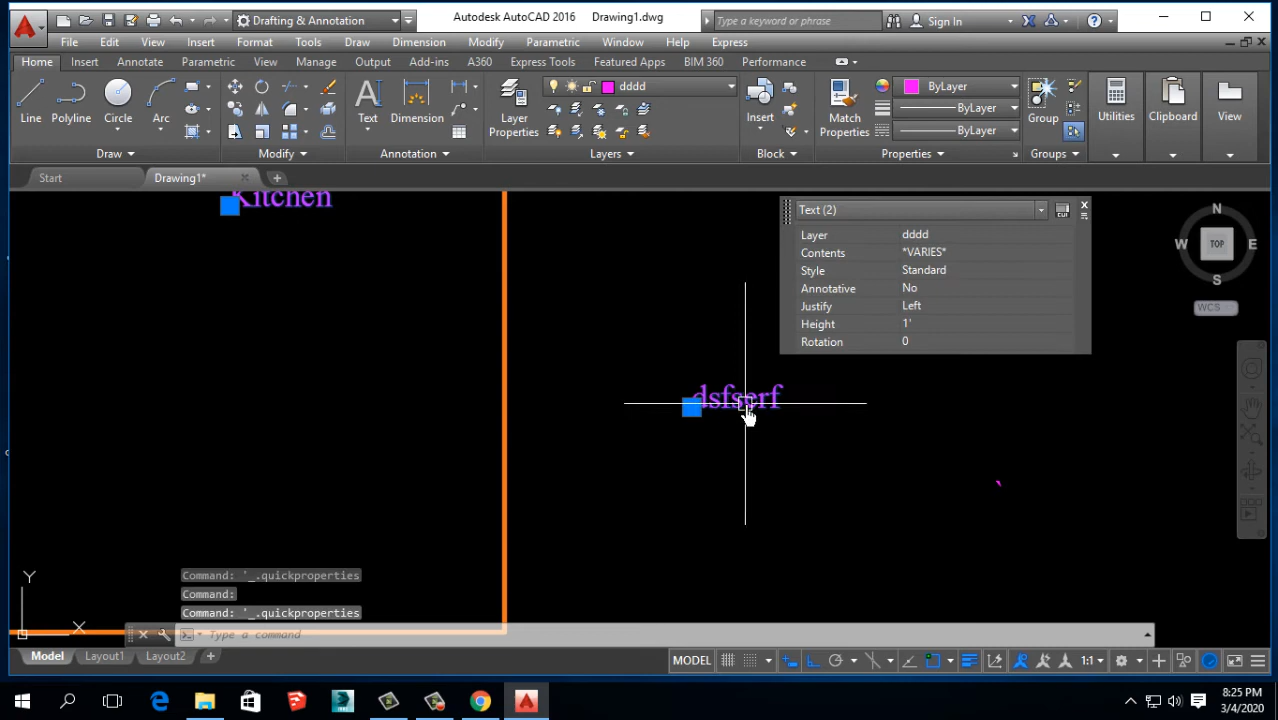 Drafting & Annotation
Autodesk AutoCAD 2016 Drawing1.dwg
Type a keyword or phrase
Sign In
File Edit View Insert Format Tools Draw Dimension Modify Parametric Window Help Express
Home Insert Annotate Parametric View Manage Output Add-ins A360 Express Tools Featured Apps BIM 360 Performance
dddd
ByLayer
ByLayer
ByLayer
Line Polyline Circle Arc
Text Dimension
Layer Properties
Insert
Match Properties
Group
Utilities Clipboard View
Draw Modify Annotation Layers Block Properties Groups
Start Drawing1* +
Kitchen
Text (2)
CUI
Layer dddd
Contents *VARIES*
Style Standard
Annotative No
Justify Left
Height 1'
Rotation 0
N
W TOP E
S
WCS
dsfserf
Y
X
Command: '_.quickproperties
Command:
Command: '_.quickproperties
Type a command
Model Layout1 Layout2 +
MODEL 1:1
8:25 PM
3/4/2020